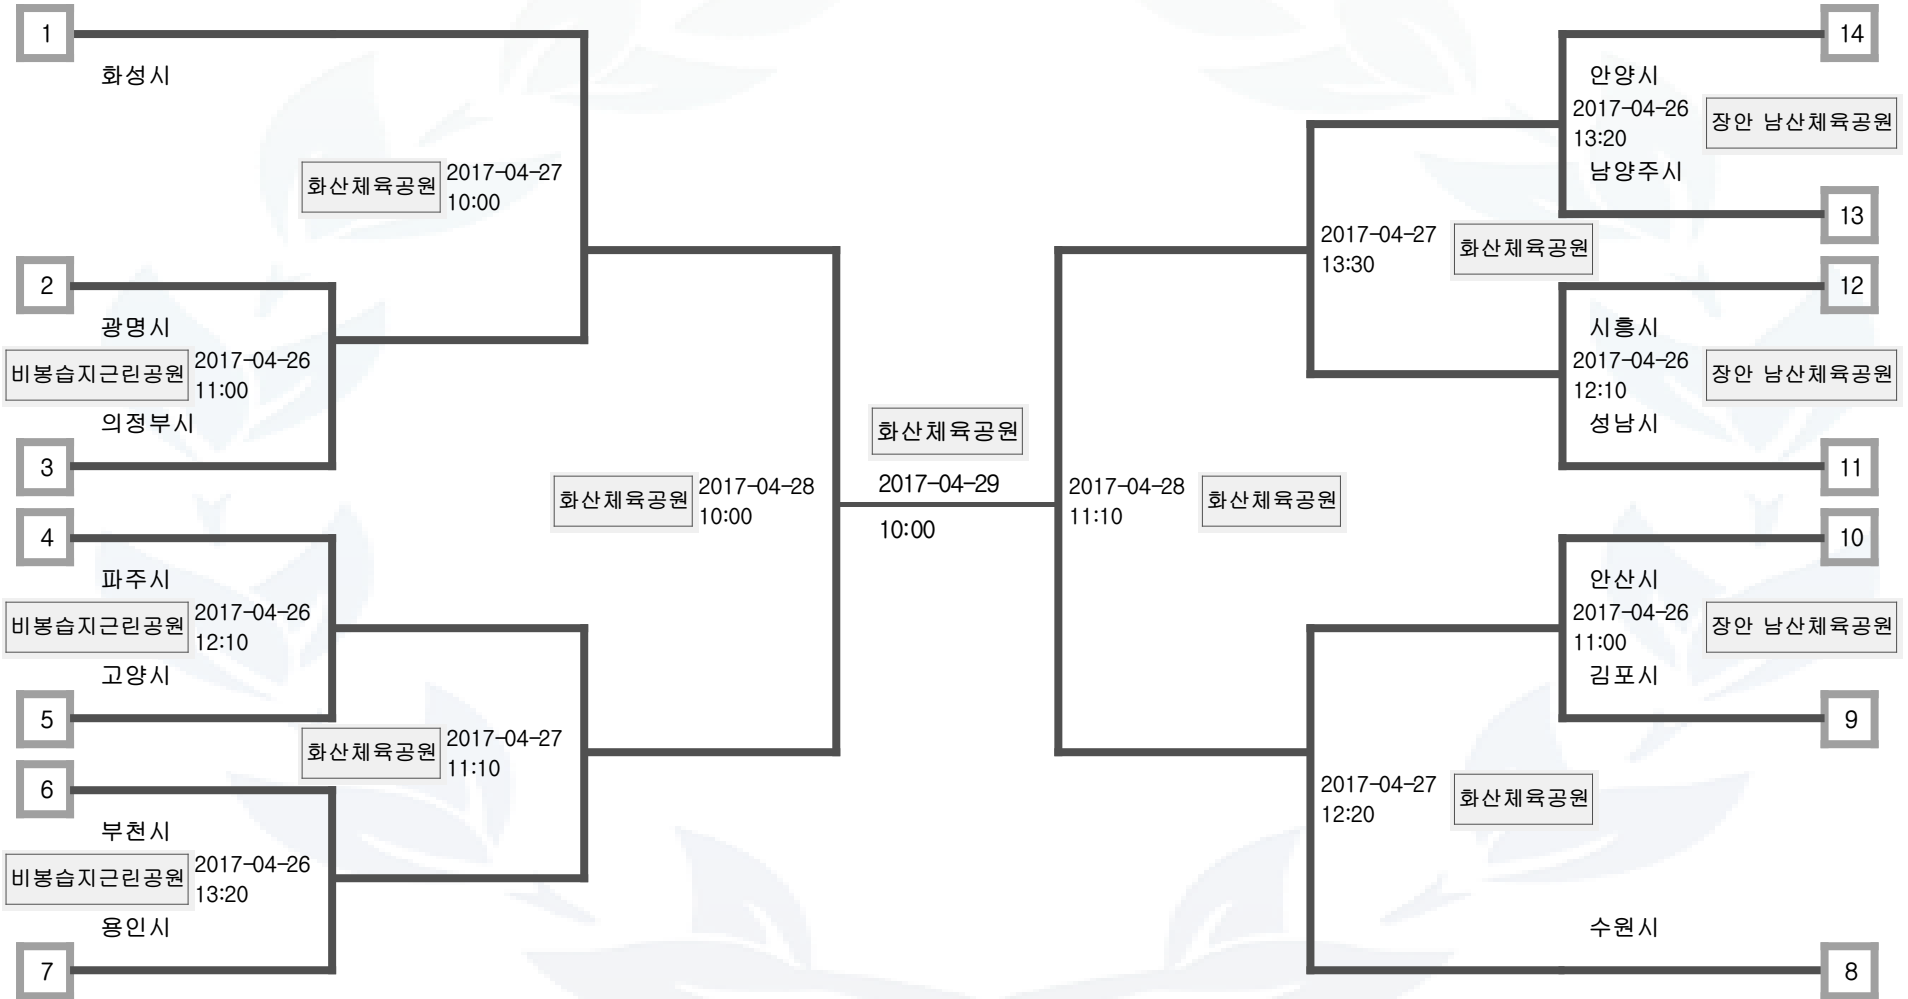 1
화성시
화산체육공원
2017-04-27
10:00
2
광명시
비봉습지근린공원
2017-04-26
11:00
의정부시
3
4
파주시
비봉습지근린공원
2017-04-26
12:10
고양시
5
화산체육공원
2017-04-27
11:10
6
부천시
비봉습지근린공원
2017-04-26
13:20
용인시
7
화산체육공원
2017-04-28
10:00
화산체육공원
2017-04-29
10:00
2017-04-28
11:10
화산체육공원
14
안양시
2017-04-26
13:20
장안 남산체육공원
남양주시
13
2017-04-27
13:30
화산체육공원
12
시흥시
2017-04-26
12:10
장안 남산체육공원
성남시
11
10
안산시
2017-04-26
11:00
장안 남산체육공원
김포시
9
2017-04-27
12:20
화산체육공원
수원시
8